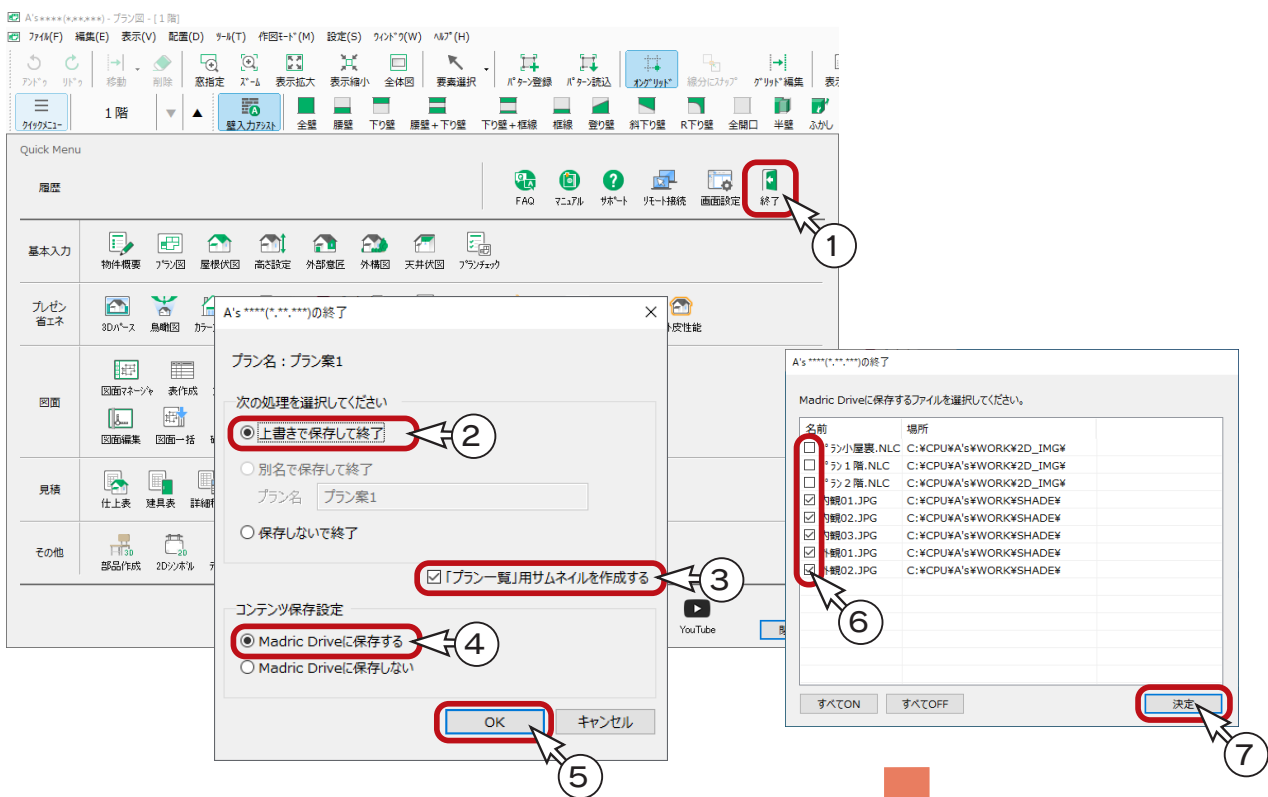 A's****(*.**.***) - プラン図 - [1 階]
ﾌｧｲﾙ(F) 編集(E) 表示(V) 配置(D) ﾂｰﾙ(T) 作図ﾓｰﾄﾞ(M) 設定(S) ｳｨﾝﾄﾞｳ(W) ﾍﾙﾌﾟ(H)
ｱﾝﾄﾞｩ ﾘﾄﾞｩ 移動 削除 窓指定 ｽﾞｰﾑ 表示拡大 表示縮小 全体図 要素選択 ﾊﾟﾀｰﾝ登録 ﾊﾟﾀｰﾝ読込 ｵﾝｸﾞﾘｯﾄﾞ 線分にｽﾅｯﾌﾟ ｸﾞﾘｯﾄﾞ編集
ｸｲｯｸﾒﾆｭｰ 1 階 ▼ ▲ 壁入力ｱｼｽﾄ 全壁 腰壁 下り壁 腰壁+下り壁 下り壁+框線 框線 登り壁 斜下り壁 R下り壁 全開口 半壁 ふかし
Quick Menu
履歴 FAQ ﾏﾆｭｱﾙ ｻﾎﾟｰﾄ ﾘﾓｰﾄ接続 画面設定 終了
1
基本入力 物件概要 ﾌﾟﾗﾝ図 屋根伏図 高さ設定 外部意匠 外構図 天井伏図 ﾌﾟﾗﾝﾁｪｯｸ
プレゼン
省エネ
3Dﾊﾟｰｽ 鳥瞰図 皮性能
図面
図面ﾏﾈｰｼﾞｬ 表作成
図面編集 図面一括
見積
仕上表 建具表
その他
部品作成 2Dｼﾝﾎﾞﾙ
YouTube
A's ****(*.**.***)の終了
プラン名：プラン案1
次の処理を選択してください
上書きで保存して終了
2
別名で保存して終了
プラン名 プラン案1
保存しないで終了
「プラン一覧」用サムネイルを作成する
3
コンテンツ保存設定
Madric Driveに保存する
4
Madric Driveに保存しない
OK キャンセル
5
A's ****(*.**.***)の終了
Madric Driveに保存するファイルを選択してください。
名前 場所
ﾟﾗﾝ小屋裏.NLC C:¥CPU¥A's¥WORK¥2D_IMG¥
ﾟﾗﾝ１階.NLC C:¥CPU¥A's¥WORK¥2D_IMG¥
ﾟﾗﾝ２階.NLC C:¥CPU¥A's¥WORK¥2D_IMG¥
内観01.JPG C:¥CPU¥A's¥WORK¥SHADE¥
内観02.JPG C:¥CPU¥A's¥WORK¥SHADE¥
内観03.JPG C:¥CPU¥A's¥WORK¥SHADE¥
外観01.JPG C:¥CPU¥A's¥WORK¥SHADE¥
外観02.JPG C:¥CPU¥A's¥WORK¥SHADE¥
6
すべてON すべてOFF 決定
7